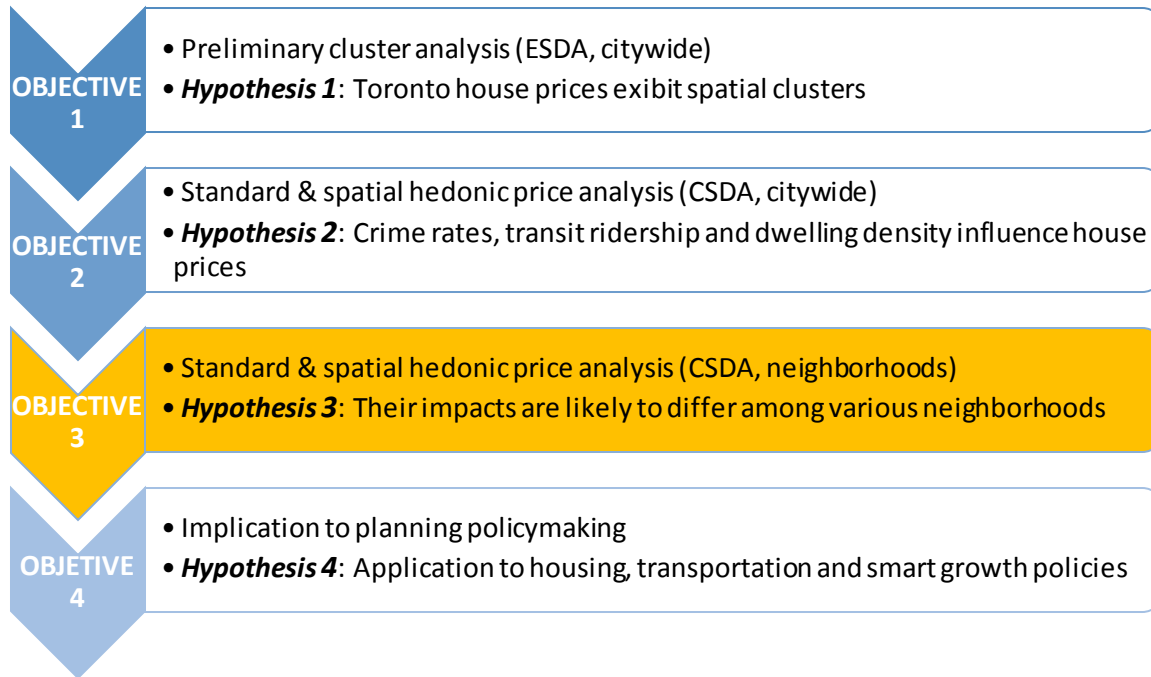 OBJECTIVE
1
• Preliminary cluster analysis (ESDA, citywide)
• Hypothesis 1: Toronto house prices exibit spatial clusters
OBJECTIVE
2
• Standard & spatial hedonic price analysis (CSDA, citywide)
• Hypothesis 2: Crime rates, transit ridership and dwelling density influence house
prices
OBJECTIVE
3
• Standard & spatial hedonic price analysis (CSDA, neighborhoods)
• Hypothesis 3: Their impacts are likely to differ among various neighborhoods
OBJETIVE
4
• Implication to planning policymaking
• Hypothesis 4: Application to housing, transportation and smart growth policies